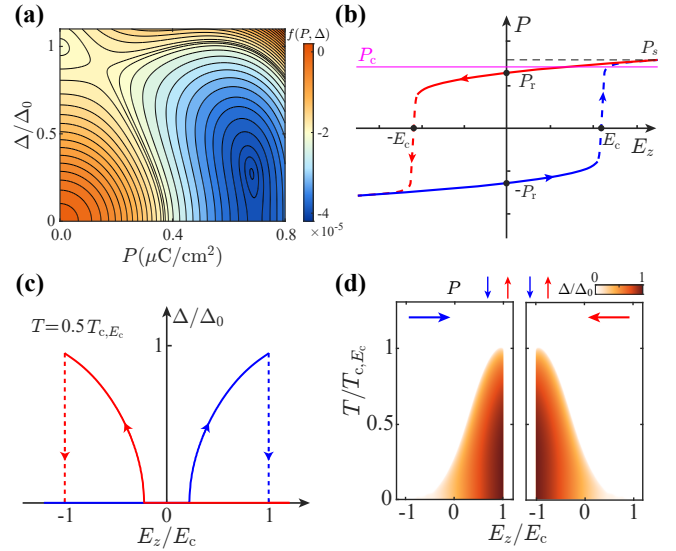 (a)
f(P, Δ)
Δ/Δ₀
1
0.5
0
0.0
0.4
0.8
P(μC/cm²)
0
-2
-4
×10⁻⁵
(b)
P
P_c
P_s
P_r
-E_c
E_c
E_z
-P_r
(c)
T=0.5T_{c,E_c}
Δ/Δ₀
1
-1
0
1
E_z/E_c
(d)
P
Δ/Δ₀
0
1
T/T_{c,E_c}
1
0.5
0
-1
0
1
-1
0
1
E_z/E_c